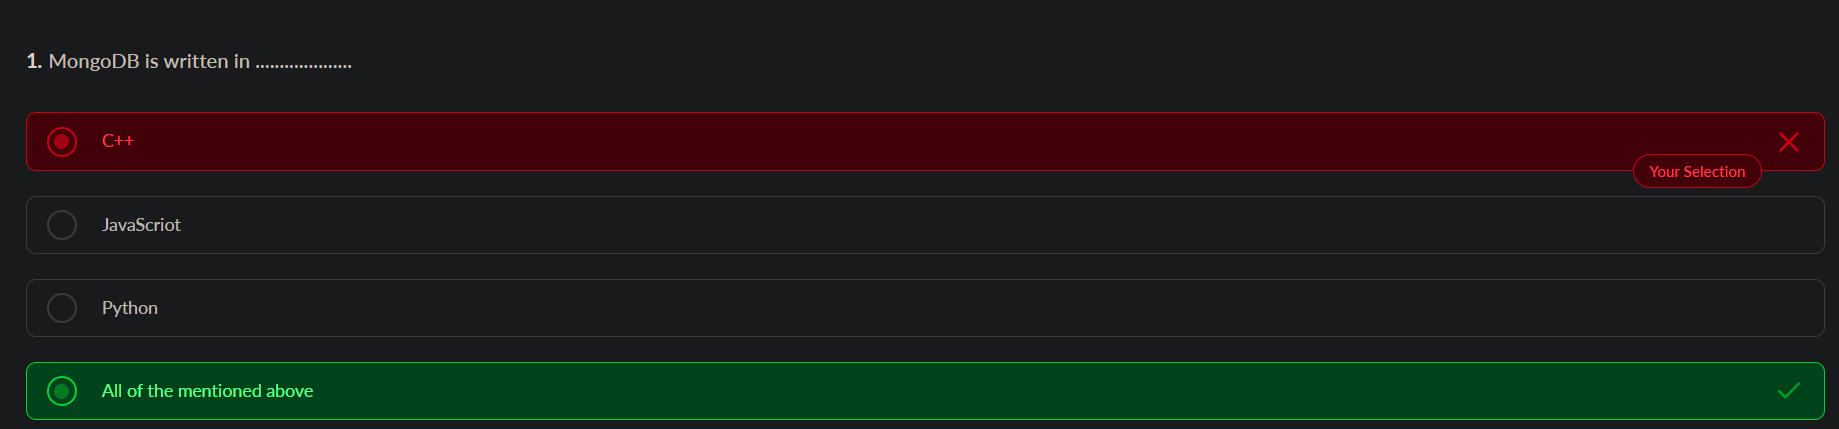 1. MongoDB is written in ....................
C++
Your Selection
JavaScriot
Python
All of the mentioned above